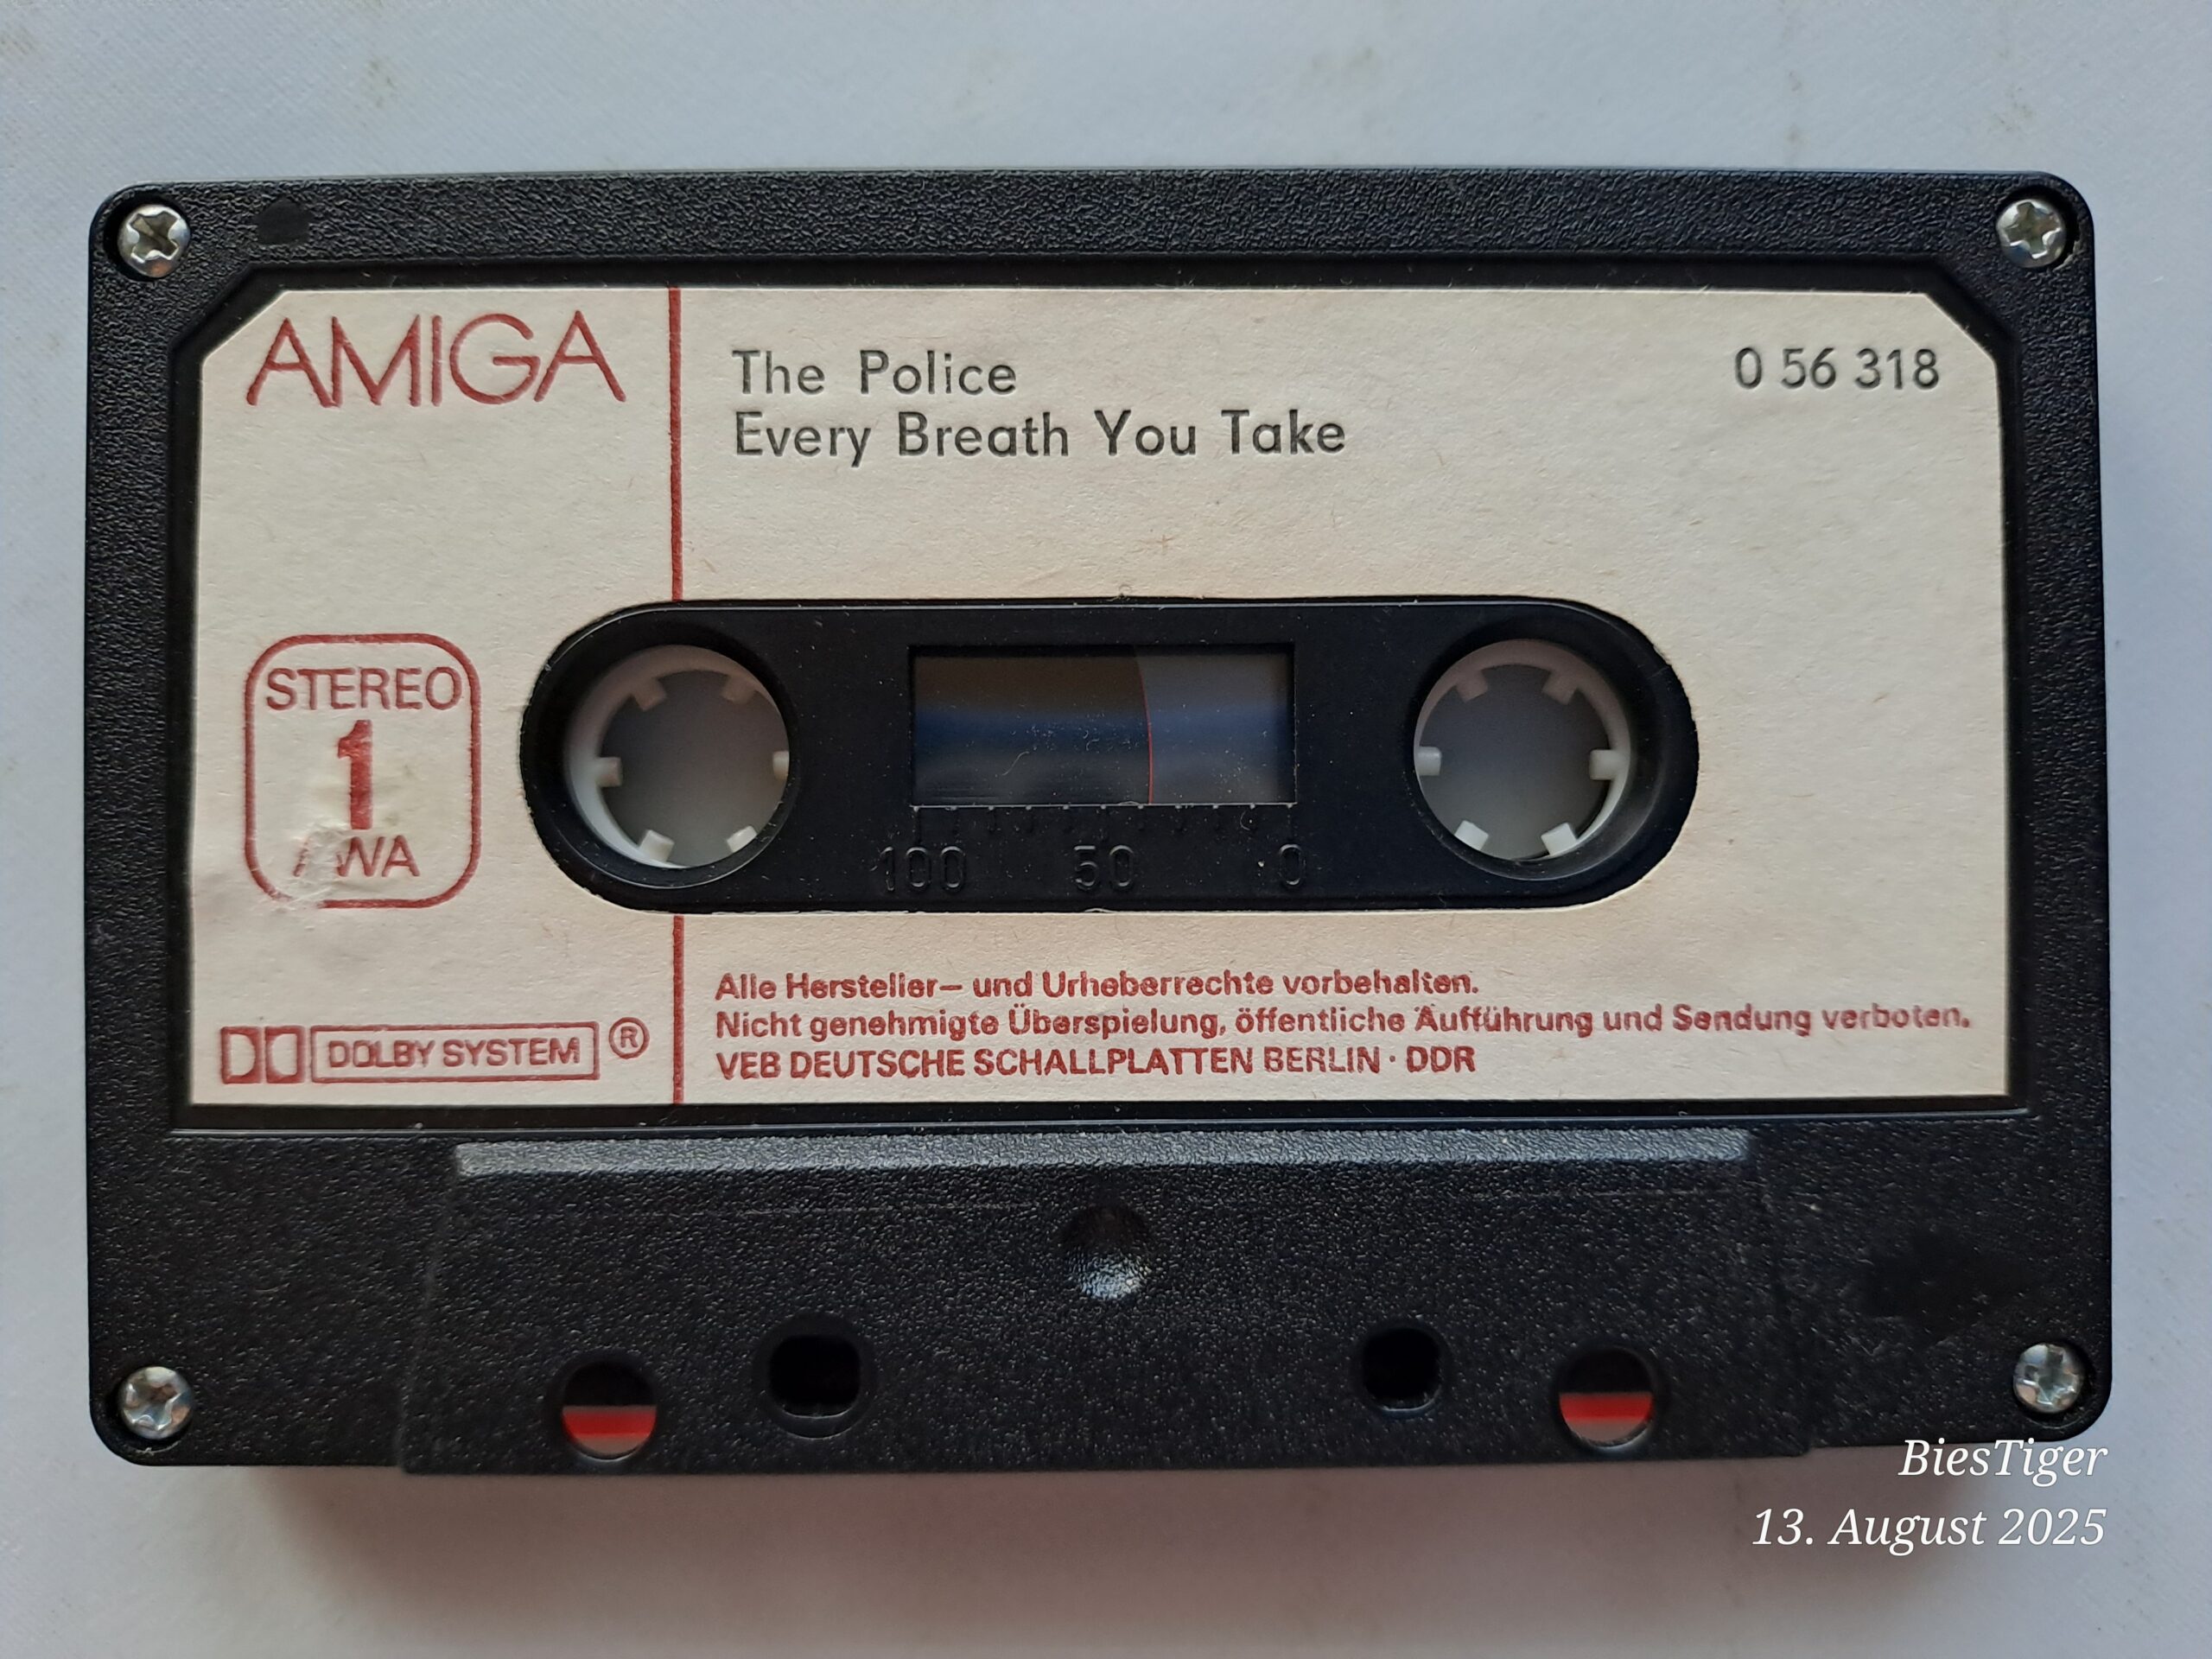 AMIGA
The Police
Every Breath You Take
0 56 318
STEREO
1
AWA
100 50 0
DOLBY SYSTEM ®
Alle Hersteller— und Urheberrechte vorbehalten.
Nicht genehmigte Überspielung, öffentliche Aufführung und Sendung verboten.
VEB DEUTSCHE SCHALLPLATTEN BERLIN · DDR
BiesTiger
13. August 2025